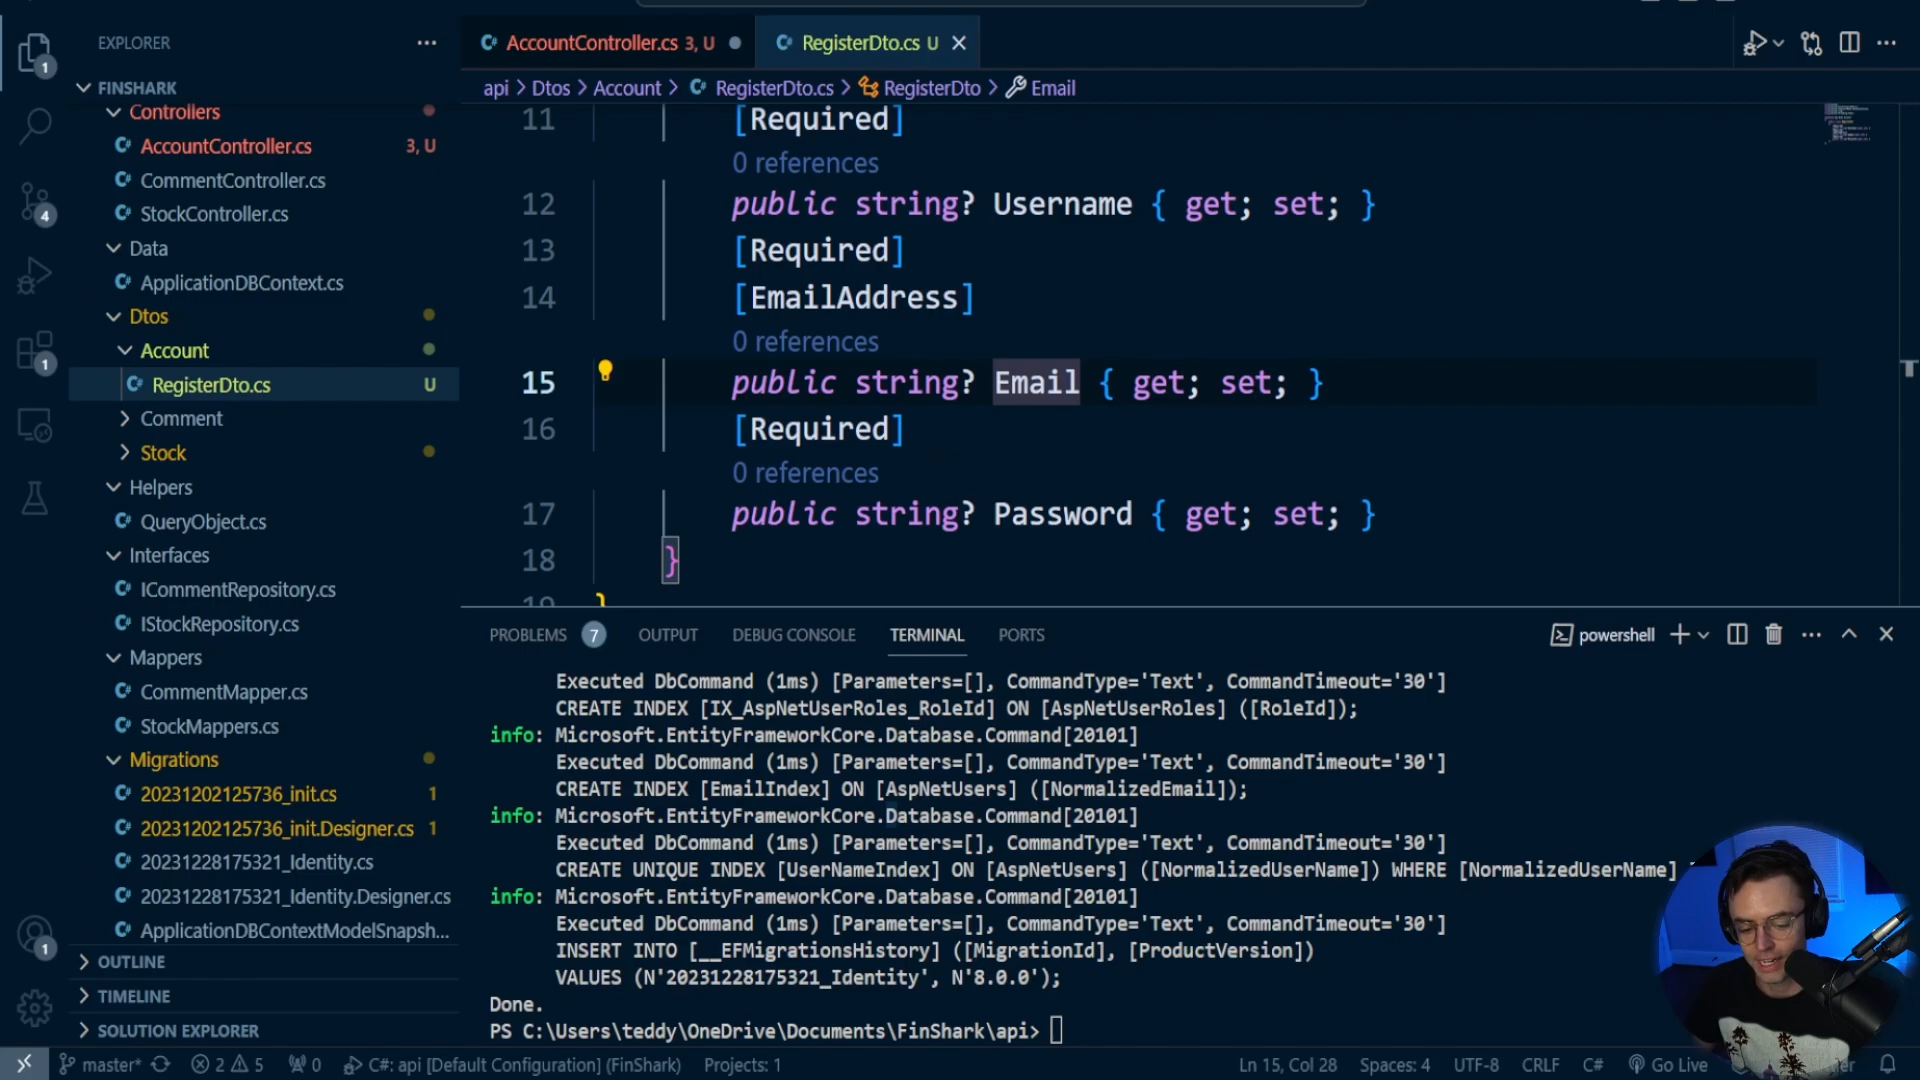 EXPLORER
FINSHARK
Controllers
AccountController.cs 3, U
CommentController.cs
StockController.cs
Data
ApplicationDBContext.cs
Dtos
Account
RegisterDto.cs U
Comment
Stock
Helpers
QueryObject.cs
Interfaces
ICommentRepository.cs
IStockRepository.cs
Mappers
CommentMapper.cs
StockMappers.cs
Migrations
20231202125736_init.cs 1
20231202125736_init.Designer.cs 1
20231228175321_Identity.cs
20231228175321_Identity.Designer.cs
ApplicationDBContextModelSnapsh...
OUTLINE
TIMELINE
SOLUTION EXPLORER
1
4
1
1
AccountController.cs 3, U
RegisterDto.cs U
api > Dtos > Account > RegisterDto.cs > RegisterDto > Email
11 [Required]
0 references
12 public string? Username { get; set; }
13 [Required]
14 [EmailAddress]
0 references
15 public string? Email { get; set; }
16 [Required]
0 references
17 public string? Password { get; set; }
18 }
19 }
PROBLEMS 7 OUTPUT DEBUG CONSOLE TERMINAL PORTS
powershell
Executed DbCommand (1ms) [Parameters=[], CommandType='Text', CommandTimeout='30']
CREATE INDEX [IX_AspNetUserRoles_RoleId] ON [AspNetUserRoles] ([RoleId]);
info: Microsoft.EntityFrameworkCore.Database.Command[20101]
Executed DbCommand (1ms) [Parameters=[], CommandType='Text', CommandTimeout='30']
CREATE INDEX [EmailIndex] ON [AspNetUsers] ([NormalizedEmail]);
info: Microsoft.EntityFrameworkCore.Database.Command[20101]
Executed DbCommand (1ms) [Parameters=[], CommandType='Text', CommandTimeout='30']
CREATE UNIQUE INDEX [UserNameIndex] ON [AspNetUsers] ([NormalizedUserName]) WHERE [NormalizedUserName]
info: Microsoft.EntityFrameworkCore.Database.Command[20101]
Executed DbCommand (1ms) [Parameters=[], CommandType='Text', CommandTimeout='30']
INSERT INTO [__EFMigrationsHistory] ([MigrationId], [ProductVersion])
VALUES (N'20231228175321_Identity', N'8.0.0');
Done.
PS C:\Users\teddy\OneDrive\Documents\FinShark\api>
master* 2 5 0 C#: api [Default Configuration] (FinShark) Projects: 1 Ln 15, Col 28 Spaces: 4 UTF-8 CRLF C# Go Live